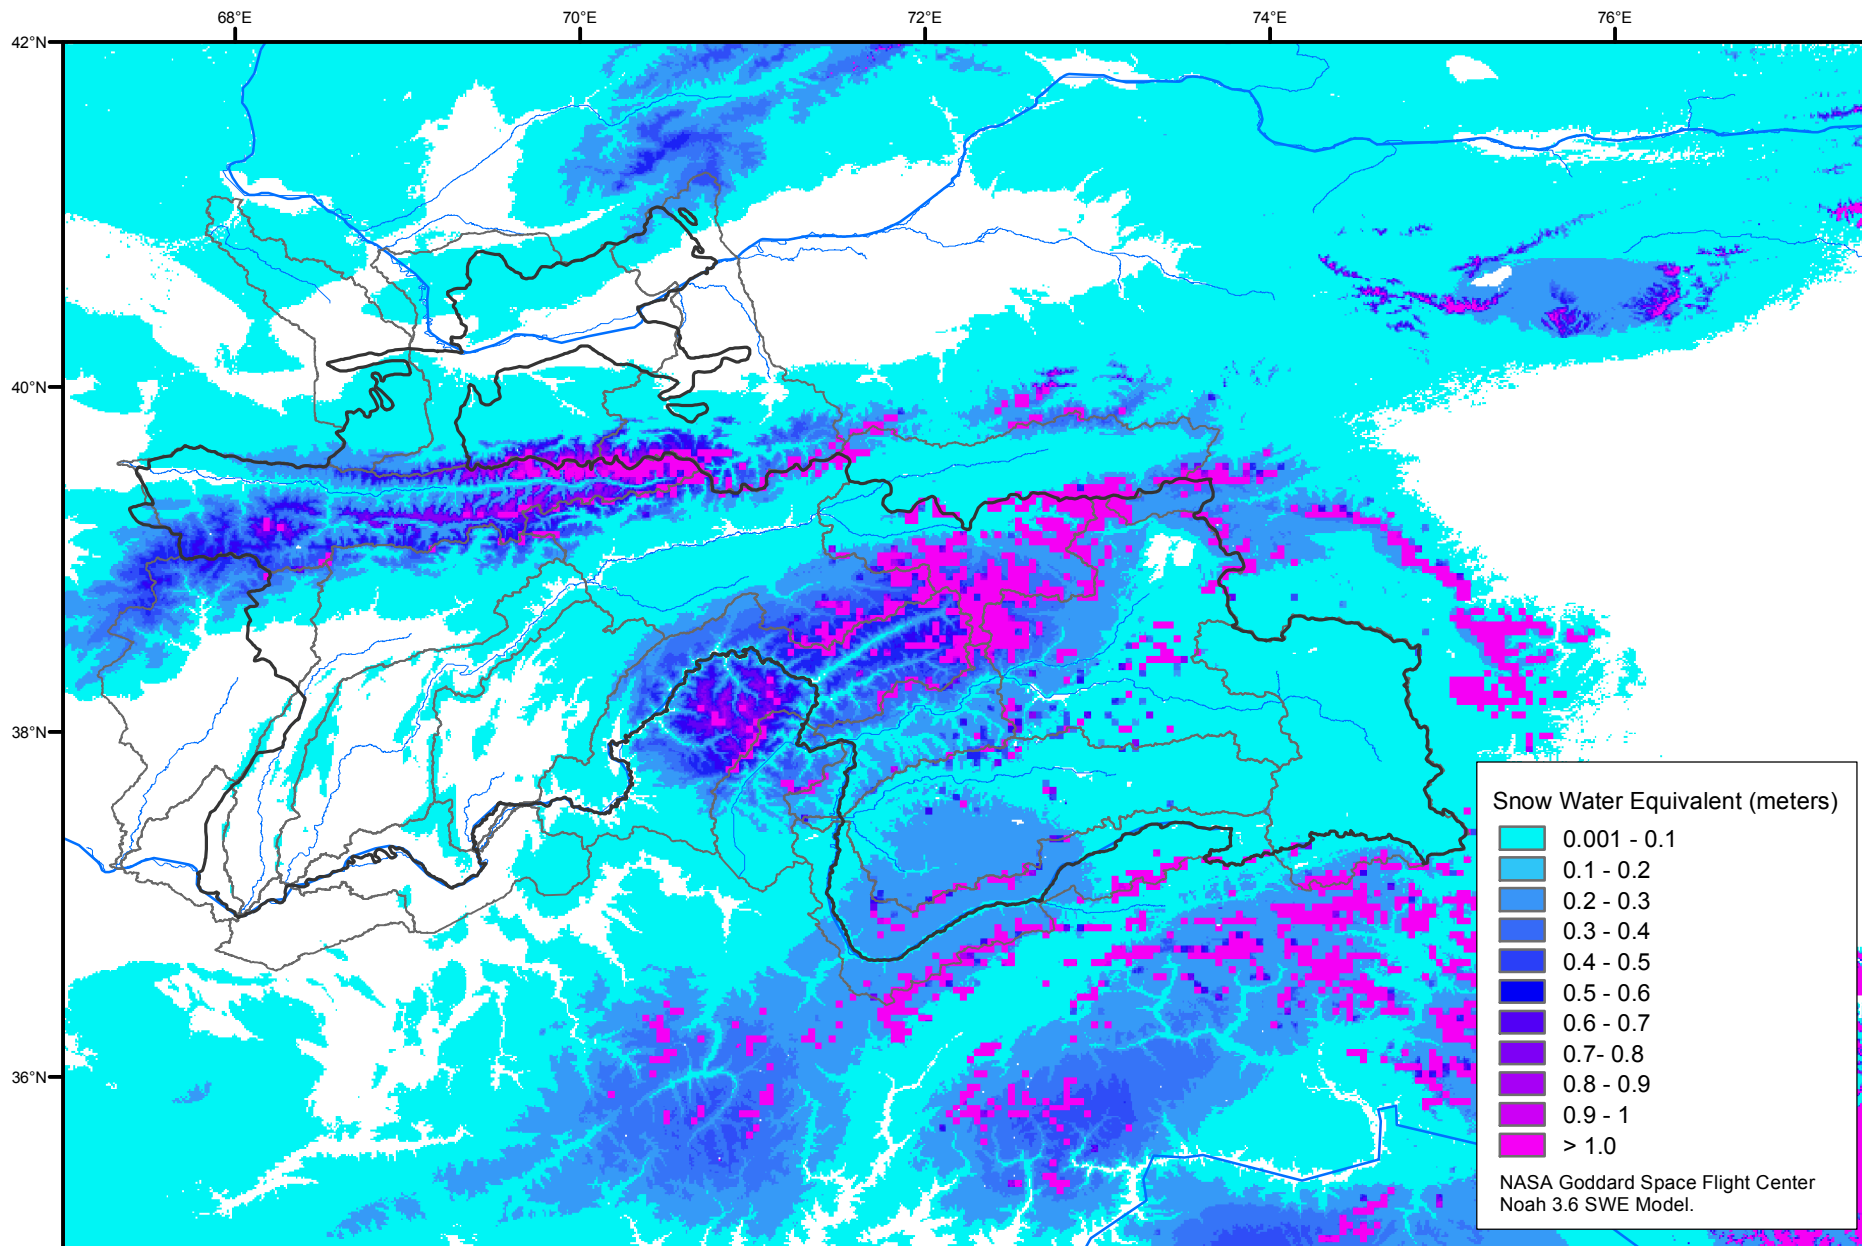 68°E 70°E 72°E 74°E 76°E
42°N
40°N
38°N
36°N
Snow Water Equivalent (meters)
0.001 - 0.1
0.1 - 0.2
0.2 - 0.3
0.3 - 0.4
0.4 - 0.5
0.5 - 0.6
0.6 - 0.7
0.7- 0.8
0.8 - 0.9
0.9 - 1
> 1.0
NASA Goddard Space Flight Center
Noah 3.6 SWE Model.